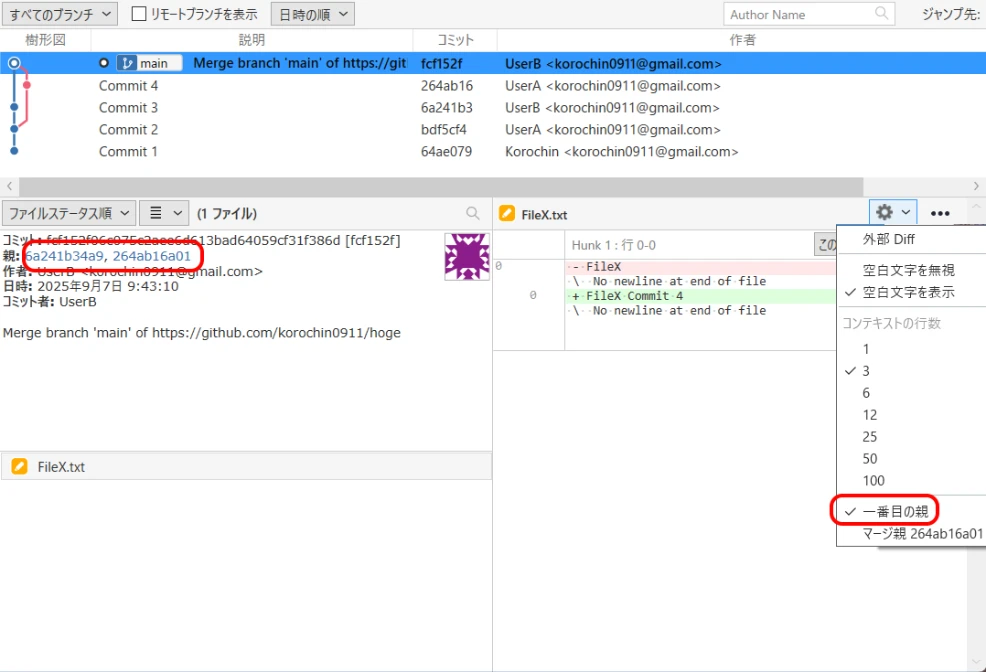 すべてのブランチ リモートブランチを表示 日時の順 Author Name ジャンプ先:
樹形図 説明 コミット 作者
main Merge branch 'main' of https://git fcf152f UserB <korochin0911@gmail.com>
Commit 4 264ab16 UserA <korochin0911@gmail.com>
Commit 3 6a241b3 UserB <korochin0911@gmail.com>
Commit 2 bdf5cf4 UserA <korochin0911@gmail.com>
Commit 1 64ae079 Korochin <korochin0911@gmail.com>
ファイルステータス順 (1 ファイル)
コミット: [fcf152f]
親: 6a241b34a9, 264ab16a01
作者: UserB <korochin0911@gmail.com>
日時: 2025年9月7日 9:43:10
コミット者: UserB
Merge branch 'main' of https://github.com/korochin0911/hoge
FileX.txt
FileX.txt
Hunk 1 : 行 0-0 この
0 - FileX
\ No newline at end of file
0 + FileX Commit 4
\ No newline at end of file
外部 Diff
空白文字を無視
空白文字を表示
コンテキストの行数
1
3
6
12
25
50
100
一番目の親
マージ親 264ab16a01